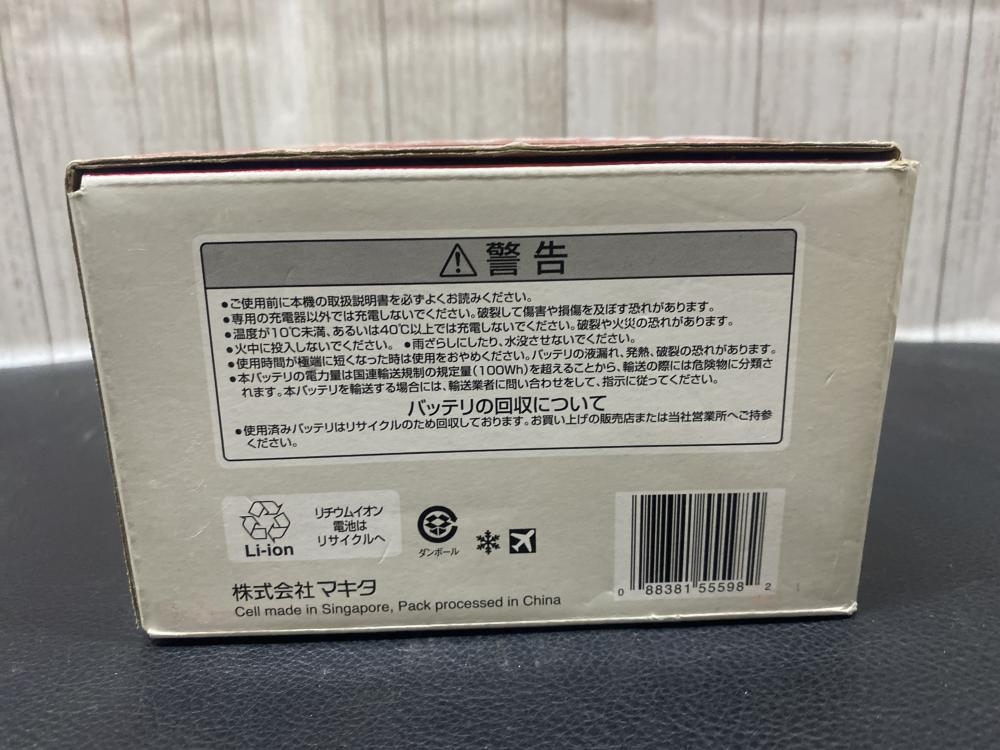 警告
●ご使用前に本機の取扱説明書を必ずよくお読みください。
●専用の充電器以外では充電しないでください。破裂して傷害や損傷を及ぼす恐れがあります。
●温度が10℃未満、あるいは40℃以上では充電しないでください。破裂や火災の恐れがあります。
●火中に投入しないでください。 ●雨ざらしにしたり、水没させないでください。
●使用時間が極端に短くなった時は使用をおやめください。バッテリの液漏れ、発熱、破裂の恐れがあります。
●本バッテリの電力量は国連輸送規制の規定量(100Wh)を超えることから、輸送の際には危険物に分類さ
れます。本バッテリを輸送する場合には、輸送業者に問い合わせをして、指示に従ってください。
バッテリの回収について
●使用済みバッテリはリサイクルのため回収しております。お買い上げの販売店または当社営業所へご持参
ください。
リチウムイオン
電池は
リサイクルへ
Li-ion
ダンボール
株式会社マキタ
Cell made in Singapore, Pack processed in China
0 88381 55598 2